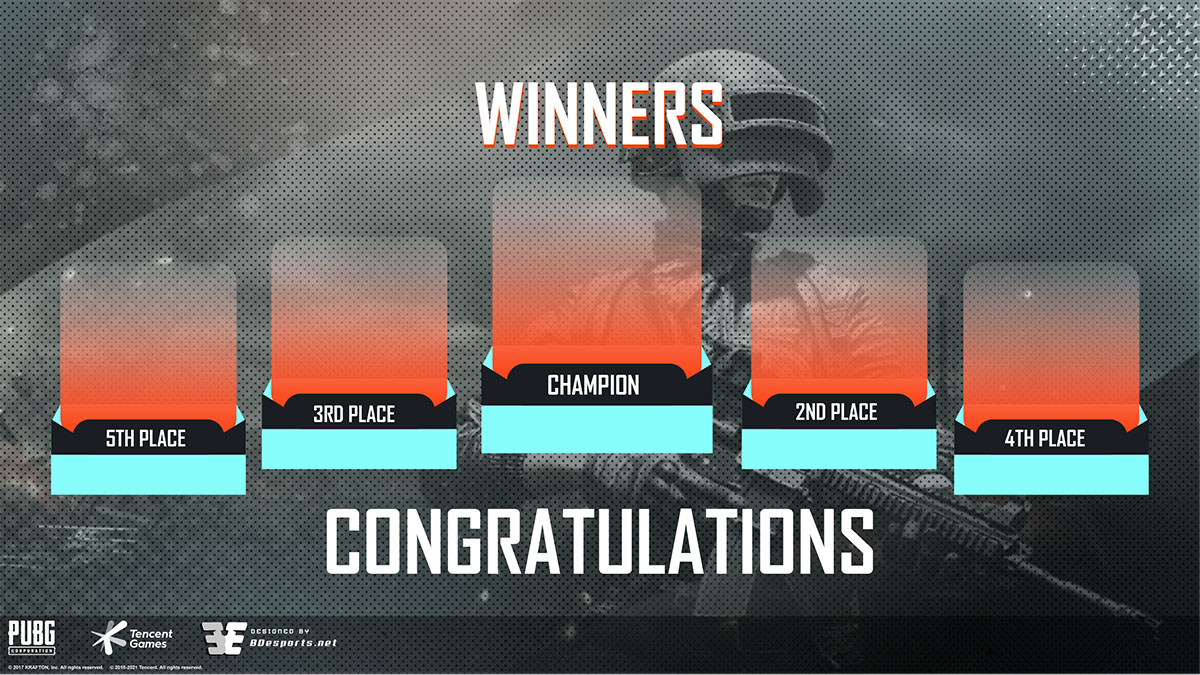 WINNERS
CHAMPION
3RD PLACE
2ND PLACE
5TH PLACE
4TH PLACE
CONGRATULATIONS
PUBG
CORPORATION
Tencent
Games
DESIGNED BY
BDesports.net
© 2017 KRAFTON, Inc. All rights reserved. © 2018-2021 Tencent. All rights reserved.